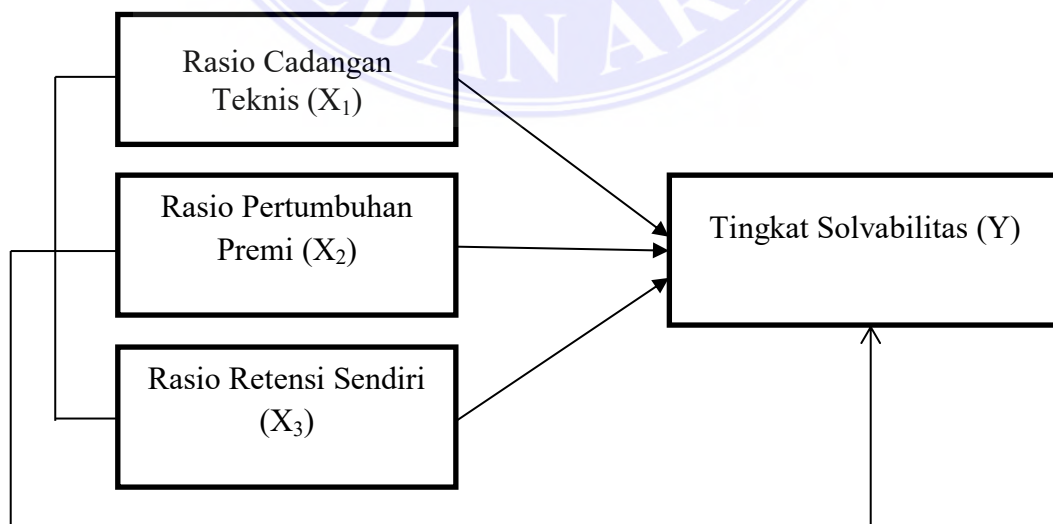 Rasio Cadangan
Teknis (X₁)
Rasio Pertumbuhan
Premi (X₂)
Tingkat Solvabilitas (Y)
Rasio Retensi Sendiri
(X₃)